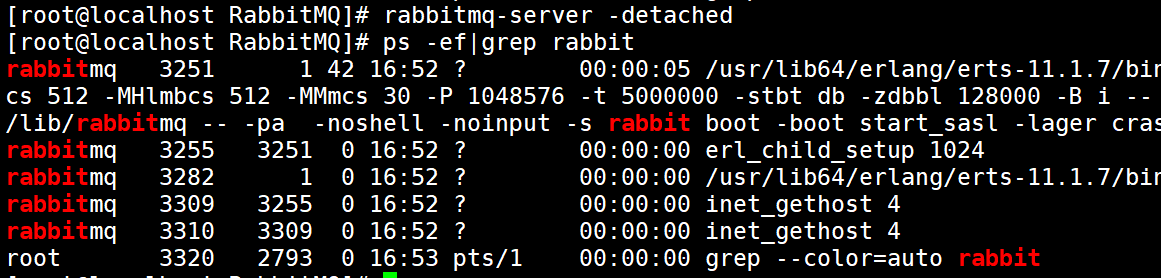 [root@localhost RabbitMQ]# rabbitmq-server -detached
[root@localhost RabbitMQ]# ps -ef|grep rabbit
rabbitmq   3251      1 42 16:52 ?        00:00:05 /usr/lib64/erlang/erts-11.1.7/bin
cs 512 -MHlmbcs 512 -MMmcs 30 -P 1048576 -t 5000000 -stbt db -zdbbl 128000 -B i --
/lib/rabbitmq -- -pa  -noshell -noinput -s rabbit boot -boot start_sasl -lager cras
rabbitmq   3255   3251  0 16:52 ?        00:00:00 erl_child_setup 1024
rabbitmq   3282      1  0 16:52 ?        00:00:00 /usr/lib64/erlang/erts-11.1.7/bin
rabbitmq   3309   3255  0 16:52 ?        00:00:00 inet_gethost 4
rabbitmq   3310   3309  0 16:52 ?        00:00:00 inet_gethost 4
root       3320   2793  0 16:53 pts/1    00:00:00 grep --color=auto rabbit
[root@localhost RabbitMQ]#